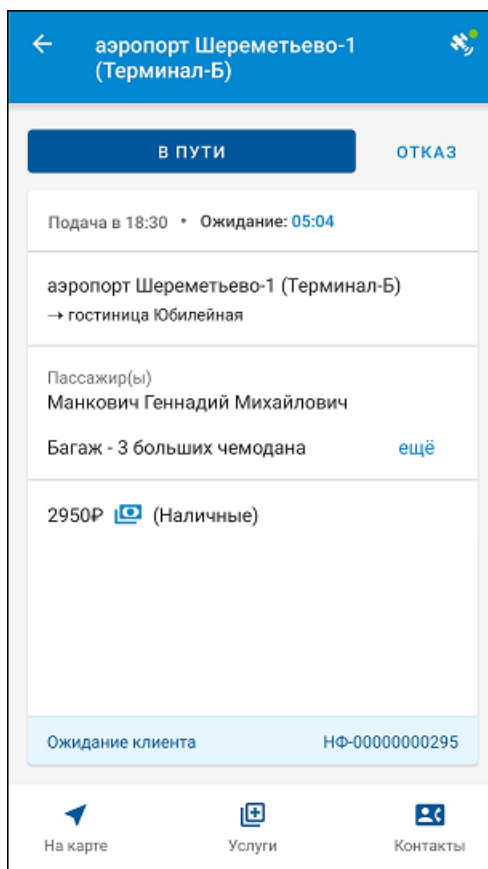 аэропорт Шереметьево-1
(Терминал-Б)
В ПУТИ
ОТКАЗ
Подача в 18:30 • Ожидание: 05:04
аэропорт Шереметьево-1 (Терминал-Б)
→ гостиница Юбилейная
Пассажир(ы)
Манкович Геннадий Михайлович
Багаж - 3 больших чемодана
ещё
2950₽ (Наличные)
Ожидание клиента
НФ-00000000295
На карте
Услуги
Контакты